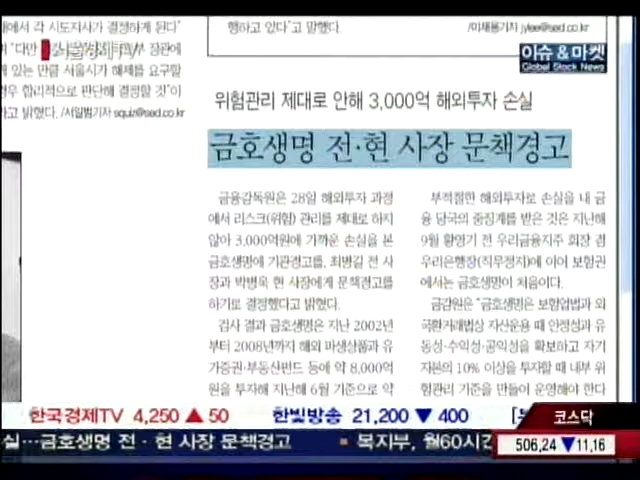 에서 각 시도지사가 결정하게 된다"
행하고 있다"고 말했다. /이재용기자 jylee@sed.co.kr
서울경제TV
"다만 부 장관에
있는 만큼 서울시가 해제를 요구할
경우 합리적으로 판단해 결정할 것"이
라고 밝혔다. /서일범기자 squiz@sed.co.kr
이슈&마켓
Global Stock News
위험관리 제대로 안해 3,000억 해외투자 손실
금호생명 전·현 사장 문책경고
금융감독원은 28일 해외투자 과정
에서 리스크(위험) 관리를 제대로 하지
않아 3,000억원에 가까운 손실을 본
금호생명에 기관경고를, 최병길 전 사
장과 박병욱 현 사장에게 문책경고를
하기로 결정했다고 밝혔다.
검사 결과 금호생명은 지난 2002년
부터 2008년까지 해외 파생상품과 유
가증권·부동산펀드 등에 약 8,000억
원을 투자해 지난해 6월 기준으로 약
부적절한 해외투자로 손실을 내 금
융 당국의 중징계를 받은 것은 지난해
9월 황영기 전 우리금융지주 회장 겸
우리은행장(직무정지)에 이어 보험권
에서는 금호생명이 처음이다.
금감원은 "금호생명은 보험업법과 외
국환거래법상 자산운용 때 안정성과 유
동성·수익성·공익성을 확보하고 자기
자본의 10% 이상을 투자할 때 내부 위
험관리 기준을 만들어 운영해야 한다
한국경제TV 4,250 ▲ 50 한빛방송 21,200 ▼ 400
코스닥
506.24 ▼11.16
실...금호생명 전·현 사장 문책경고 ▪ 복지부, 월60시간